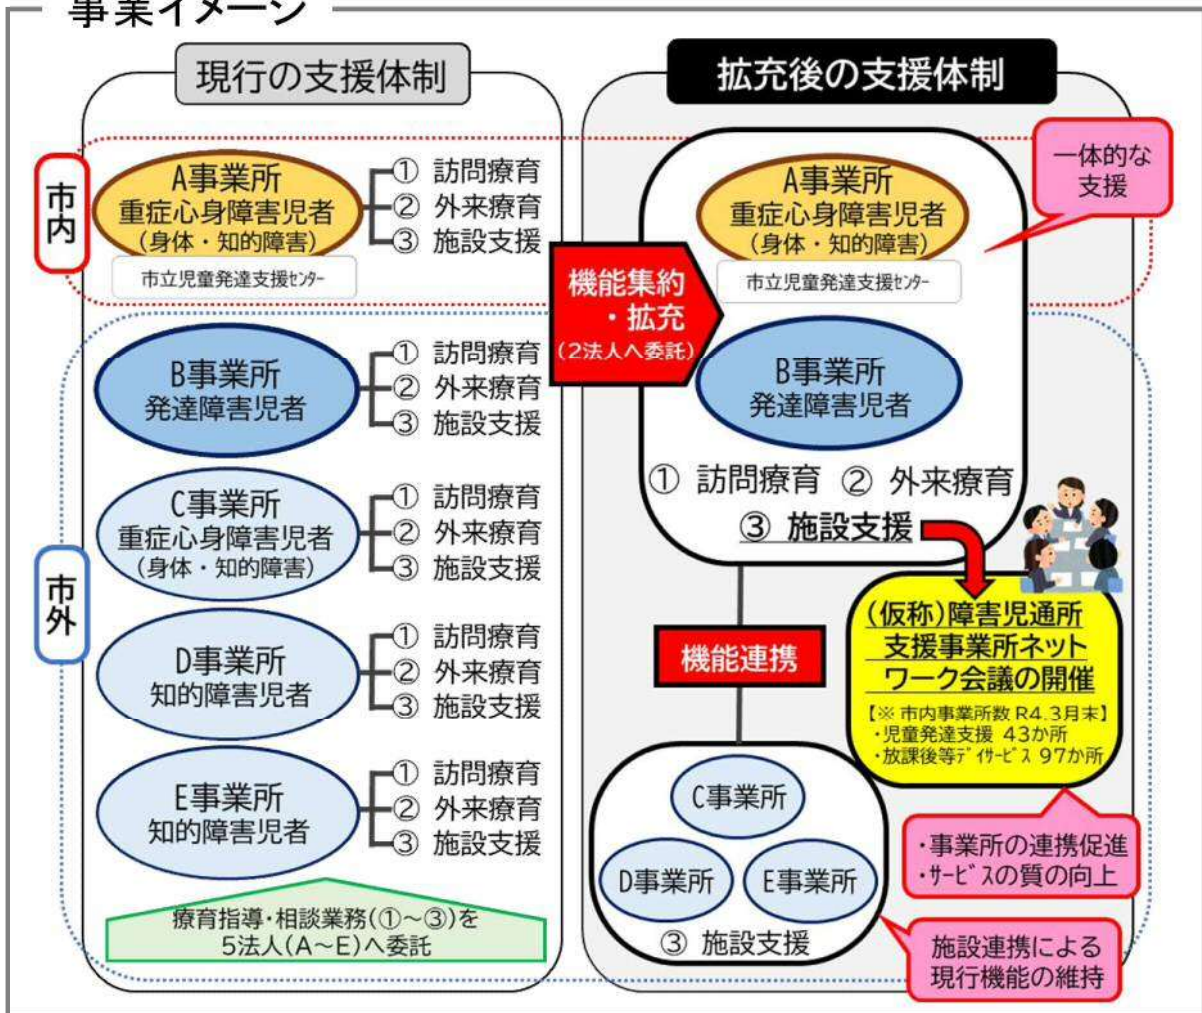 事業イメージ
現行の支援体制
市内
A事業所
重症心身障害児者
(身体・知的障害)
市立児童発達支援ｾﾝﾀｰ
① 訪問療育
② 外来療育
③ 施設支援
市外
B事業所
発達障害児者
① 訪問療育
② 外来療育
③ 施設支援
C事業所
重症心身障害児者
(身体・知的障害)
① 訪問療育
② 外来療育
③ 施設支援
D事業所
知的障害児者
① 訪問療育
② 外来療育
③ 施設支援
E事業所
知的障害児者
① 訪問療育
② 外来療育
③ 施設支援
療育指導・相談業務(①～③)を
5法人(A～E)へ委託
機能集約
・拡充
(2法人へ委託)
拡充後の支援体制
A事業所
重症心身障害児者
(身体・知的障害)
市立児童発達支援ｾﾝﾀｰ
一体的な
支援
B事業所
発達障害児者
① 訪問療育 ② 外来療育
③ 施設支援
(仮称)障害児通所
支援事業所ネット
ワーク会議の開催
【※ 市内事業所数 R4.3月末】
・児童発達支援 43か所
・放課後等ﾃﾞｲｻｰﾋﾞｽ 97か所
・事業所の連携促進
・ｻｰﾋﾞｽの質の向上
機能連携
C事業所
D事業所
E事業所
③ 施設支援
施設連携による
現行機能の維持